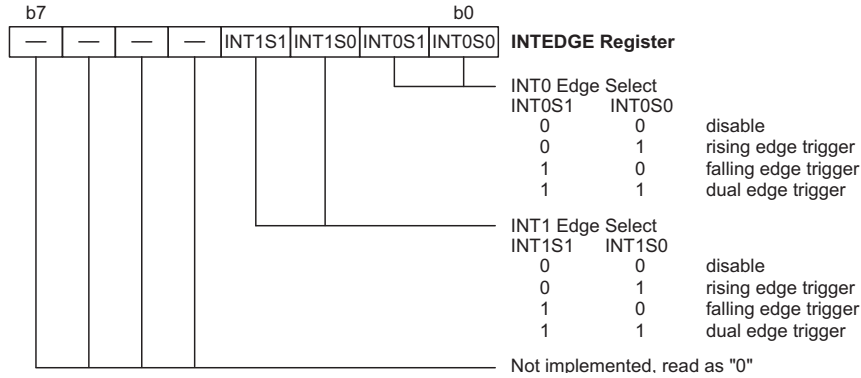 b7 b0
— — — — INT1S1 INT1S0 INT0S1 INT0S0 INTEDGE Register
INT0 Edge Select
INT0S1 INT0S0
0 0 disable
0 1 rising edge trigger
1 0 falling edge trigger
1 1 dual edge trigger
INT1 Edge Select
INT1S1 INT1S0
0 0 disable
0 1 rising edge trigger
1 0 falling edge trigger
1 1 dual edge trigger
Not implemented, read as "0"